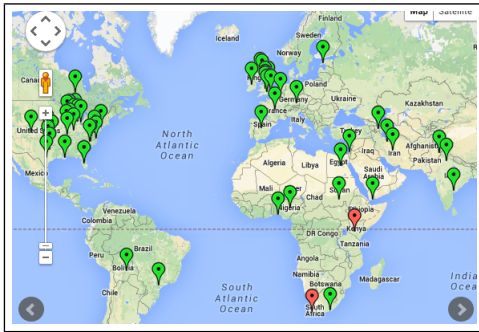 Map Satellite
Finland
Sweden
Iceland
Norway
Canad
Poland
Germany
Ukraine
Kazakhstan
France
Spain
Italy
United States
North
Atlantic
Ocean
Iraq
Iran
Afghanistan
Pakistan
Algeria
Libya
Egypt
Saudi
Arabia
Mexico
Mali
Chad
Sudan
Nigeria
Ethiopia
Venezuela
Colombia
Kenya
DR Congo
Tanzania
Brazil
Peru
Bolivia
Angola
Namibia
Botswana
Madagascar
Chile
South
Atlantic
Ocean
South
Africa
India
Ocea